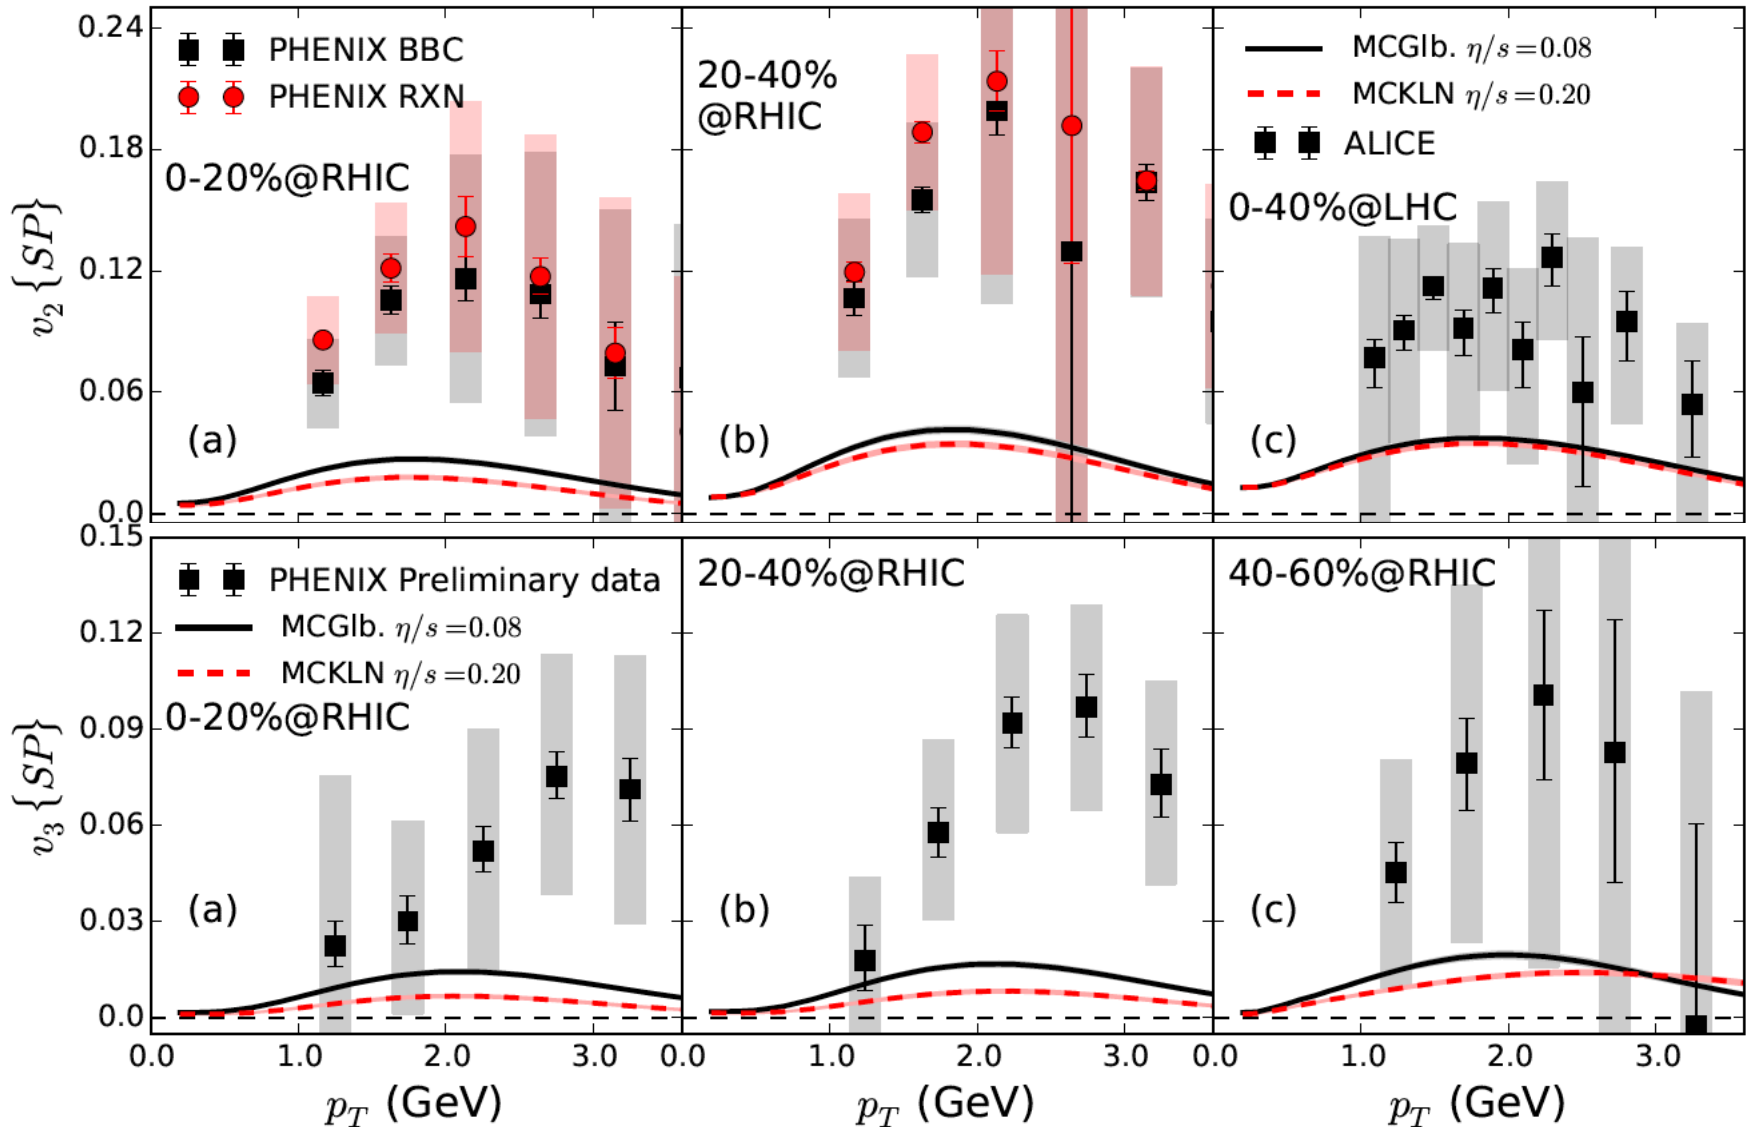 0.24
0.18
0.12
0.06
0.0
v₂{SP}
PHENIX BBC
PHENIX RXN
0-20%@RHIC
(a)
20-40%
@RHIC
(b)
MCGlb. η/s=0.08
MCKLN η/s=0.20
ALICE
0-40%@LHC
(c)
0.15
0.12
0.09
0.06
0.03
0.0
v₃{SP}
PHENIX Preliminary data
MCGlb. η/s=0.08
MCKLN η/s=0.20
0-20%@RHIC
(a)
20-40%@RHIC
(b)
40-60%@RHIC
(c)
0.0 1.0 2.0 3.0 0.0 1.0 2.0 3.0 0.0 1.0 2.0 3.0
p_T (GeV) p_T (GeV) p_T (GeV)